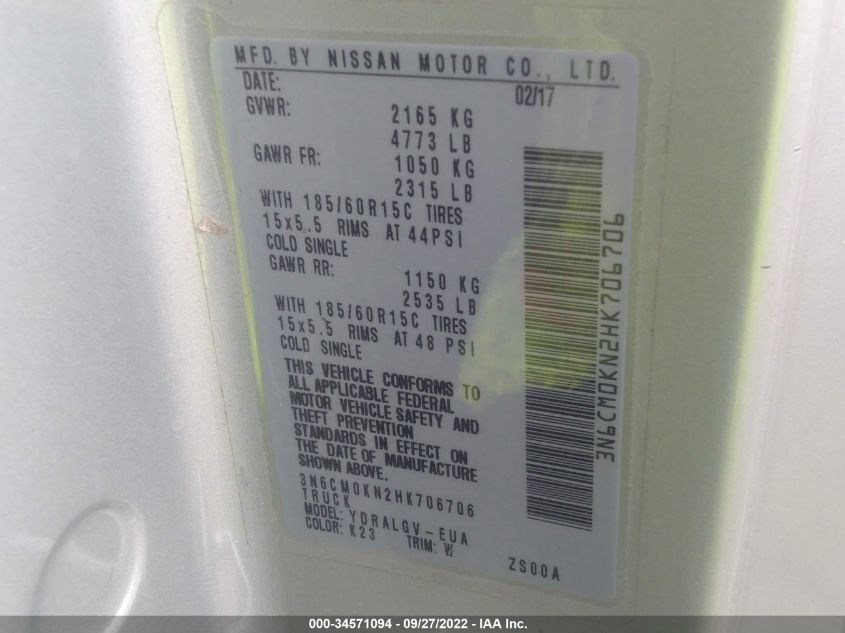 MFD. BY NISSAN MOTOR CO., LTD.
DATE: 02/17
GVWR: 2165 KG
4773 LB
GAWR FR: 1050 KG
2315 LB
WITH 185/60R15C TIRES
15x5.5 RIMS AT 44PSI
COLD SINGLE
GAWR RR: 1150 KG
2535 LB
WITH 185/60R15C TIRES
15x5.5 RIMS AT 48 PSI
COLD SINGLE
THIS VEHICLE CONFORMS TO
ALL APPLICABLE FEDERAL
MOTOR VEHICLE SAFETY AND
THEFT PREVENTION
STANDARDS IN EFFECT ON
THE DATE OF MANUFACTURE
SHOWN ABOVE.
3N6CM0KN2HK706706
TRUCK
MODEL: YDRALGV-EUA
COLOR: K23 TRIM: W
ZS00A
3N6CM0KN2HK706706
000-34571094 - 09/27/2022 - IAA Inc.